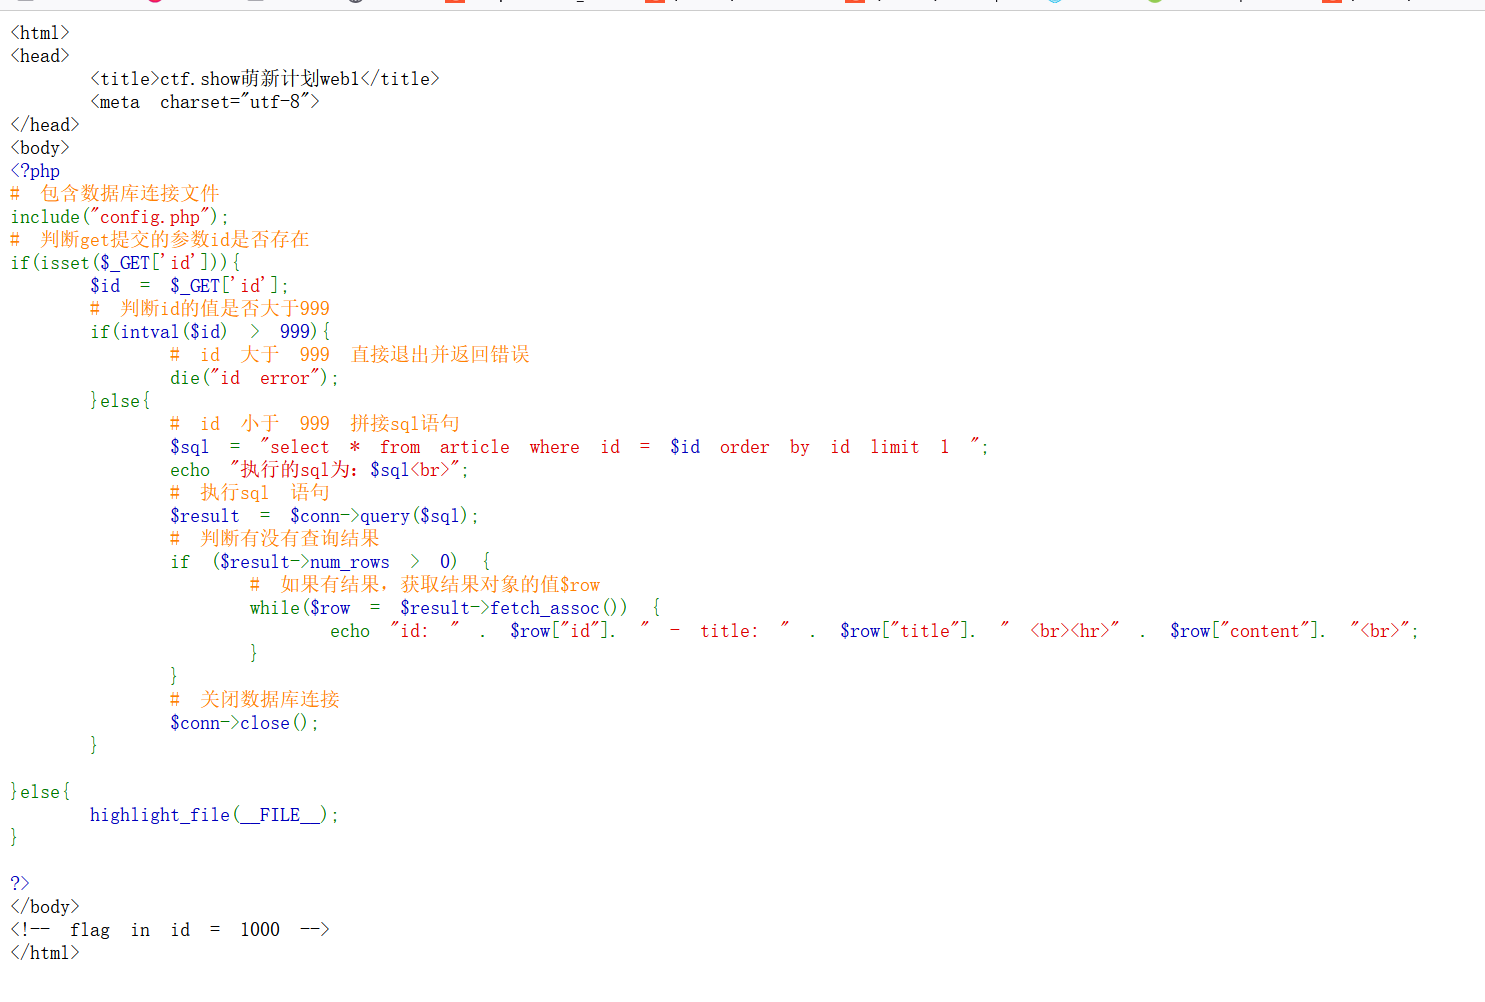 <html>
<head>
<title>ctf.show萌新计划web1</title>
<meta charset="utf-8">
</head>
<body>
<?php
# 包含数据库连接文件
include("config.php");
# 判断get提交的参数id是否存在
if(isset($_GET['id'])){
$id = $_GET['id'];
# 判断id的值是否大于999
if(intval($id) > 999){
# id 大于 999 直接退出并返回错误
die("id error");
}else{
# id 小于 999 拼接sql语句
$sql = "select * from article where id = $id order by id limit 1 ";
echo "执行的sql为：$sql<br>";
# 执行sql 语句
$result = $conn->query($sql);
# 判断有没有查询结果
if ($result->num_rows > 0) {
# 如果有结果，获取结果对象的值$row
while($row = $result->fetch_assoc()) {
echo "id: " . $row["id"]. " - title: " . $row["title"]. " <br><hr>" . $row["content"]. "<br>";
}
}
# 关闭数据库连接
$conn->close();
}
}else{
highlight_file(__FILE__);
}
?>
</body>
<!-- flag in id = 1000 -->
</html>